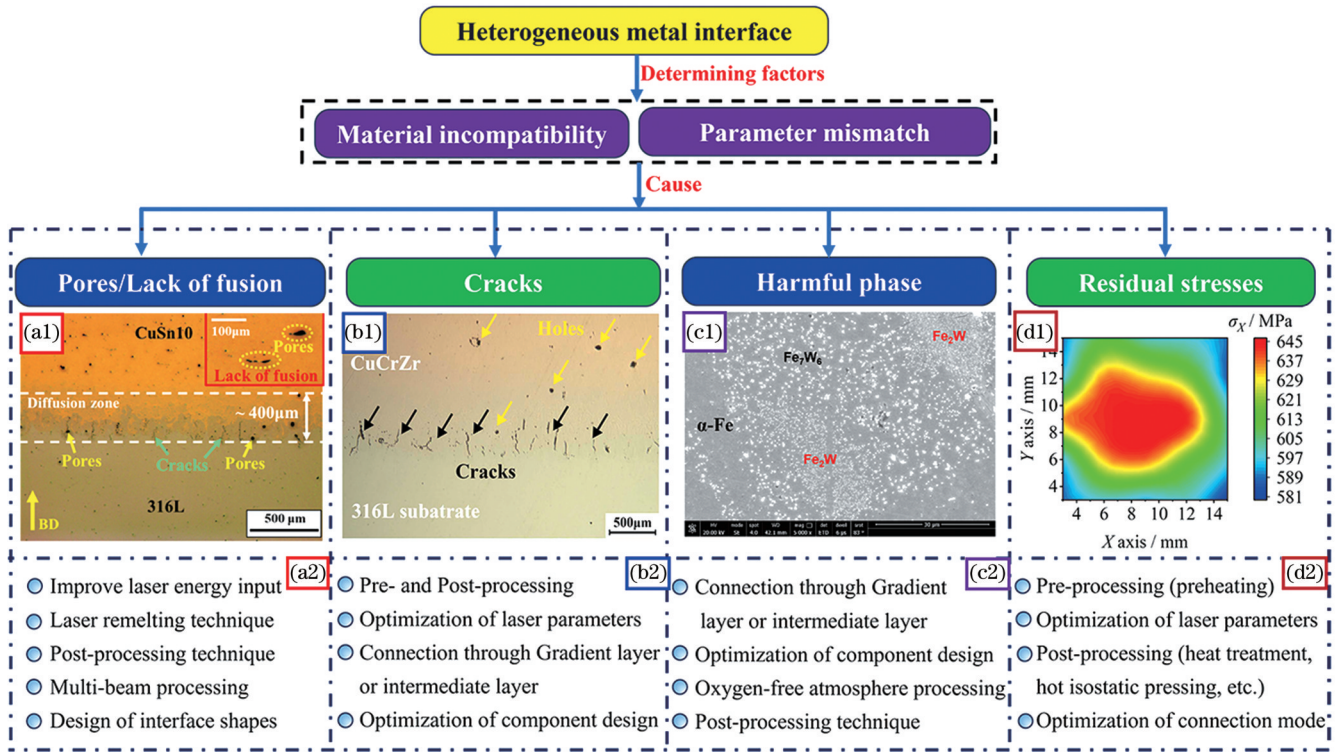 Heterogeneous metal interface
Determining factors
Material incompatibility
Parameter mismatch
Cause
Pores/Lack of fusion
Cracks
Harmful phase
Residual stresses
(a1)
CuSn10
100μm
Pores
Lack of fusion
Diffusion zone
~ 400μm
Pores
Cracks
Pores
316L
BD
500 μm
(b1)
Holes
CuCrZr
Cracks
316L substrate
500μm
(c1)
Fe2W
Fe7W6
α-Fe
Fe2W
30 μm
(d1)
σX / MPa
645
637
629
621
613
605
597
589
581
Y axis / mm
14
12
10
8
6
4
4 6 8 10 12 14
X axis / mm
(a2)
Improve laser energy input
Laser remelting technique
Post-processing technique
Multi-beam processing
Design of interface shapes
(b2)
Pre- and Post-processing
Optimization of laser parameters
Connection through Gradient layer
or intermediate layer
Optimization of component design
(c2)
Connection through Gradient
layer or intermediate layer
Optimization of component design
Oxygen-free atmosphere processing
Post-processing technique
(d2)
Pre-processing (preheating)
Optimization of laser parameters
Post-processing (heat treatment,
hot isostatic pressing, etc.)
Optimization of connection mode